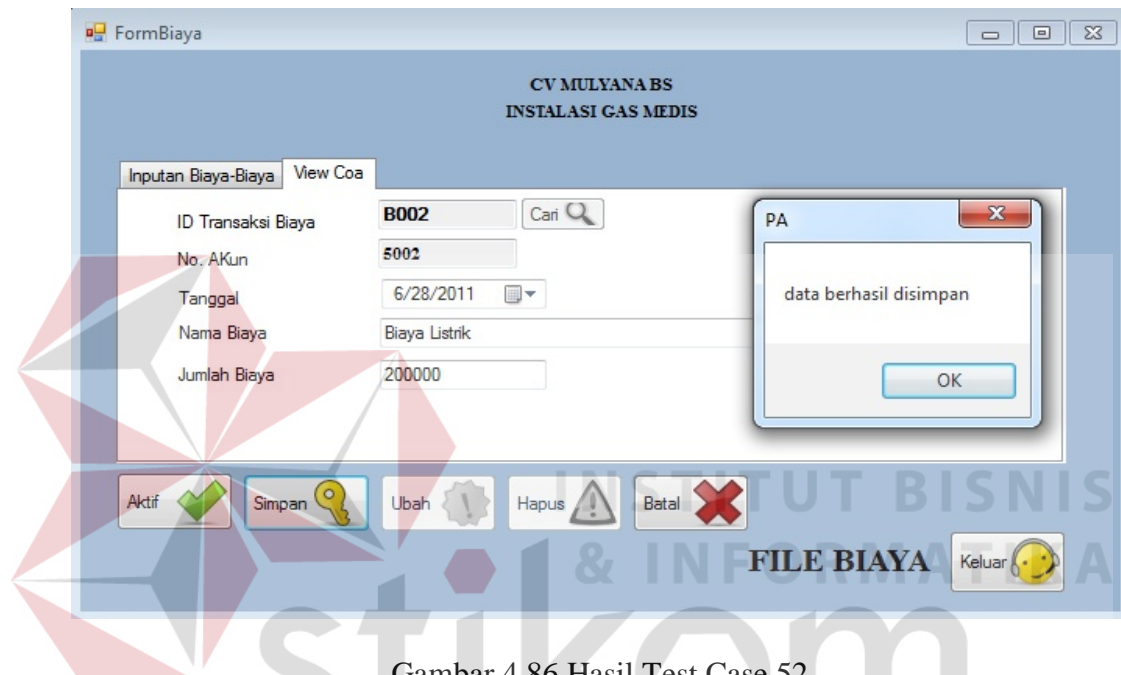 FormBiaya
CV MULYANA BS
INSTALASI GAS MEDIS
Inputan Biaya-Biaya View Coa
ID Transaksi Biaya B002 Cari
No. AKun 5002
Tanggal 6/28/2011
Nama Biaya Biaya Listrik
Jumlah Biaya 200000
PA
data berhasil disimpan
OK
Aktif Simpan Ubah Hapus Batal
INSTITUT BISNIS
& INFORMATIKA
FILE BIAYA Keluar
stikom
Gambar 4.86 Hasil Test Case 52